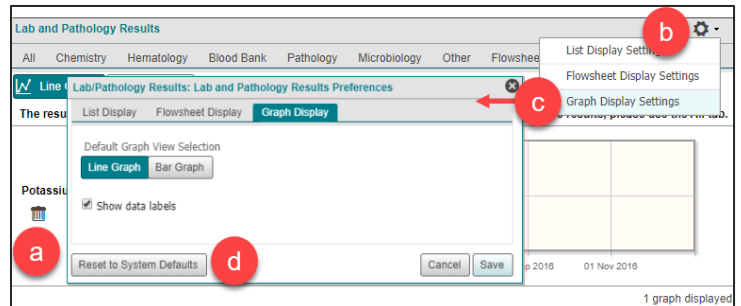 Lab and Pathology Results
b
All Chemistry Hematology Blood Bank Pathology Microbiology Other Flowshee
List Display Setting
Flowsheet Display Settings
Graph Display Settings
c
Line
Lab/Pathology Results: Lab and Pathology Results Preferences
The resu
results, please use the All tab.
List Display Flowsheet Display Graph Display
Default Graph View Selection
Line Graph Bar Graph
Show data labels
Potassiu
a
Reset to System Defaults
d
Cancel Save
p 2016 01 Nov 2016
1 graph displayed